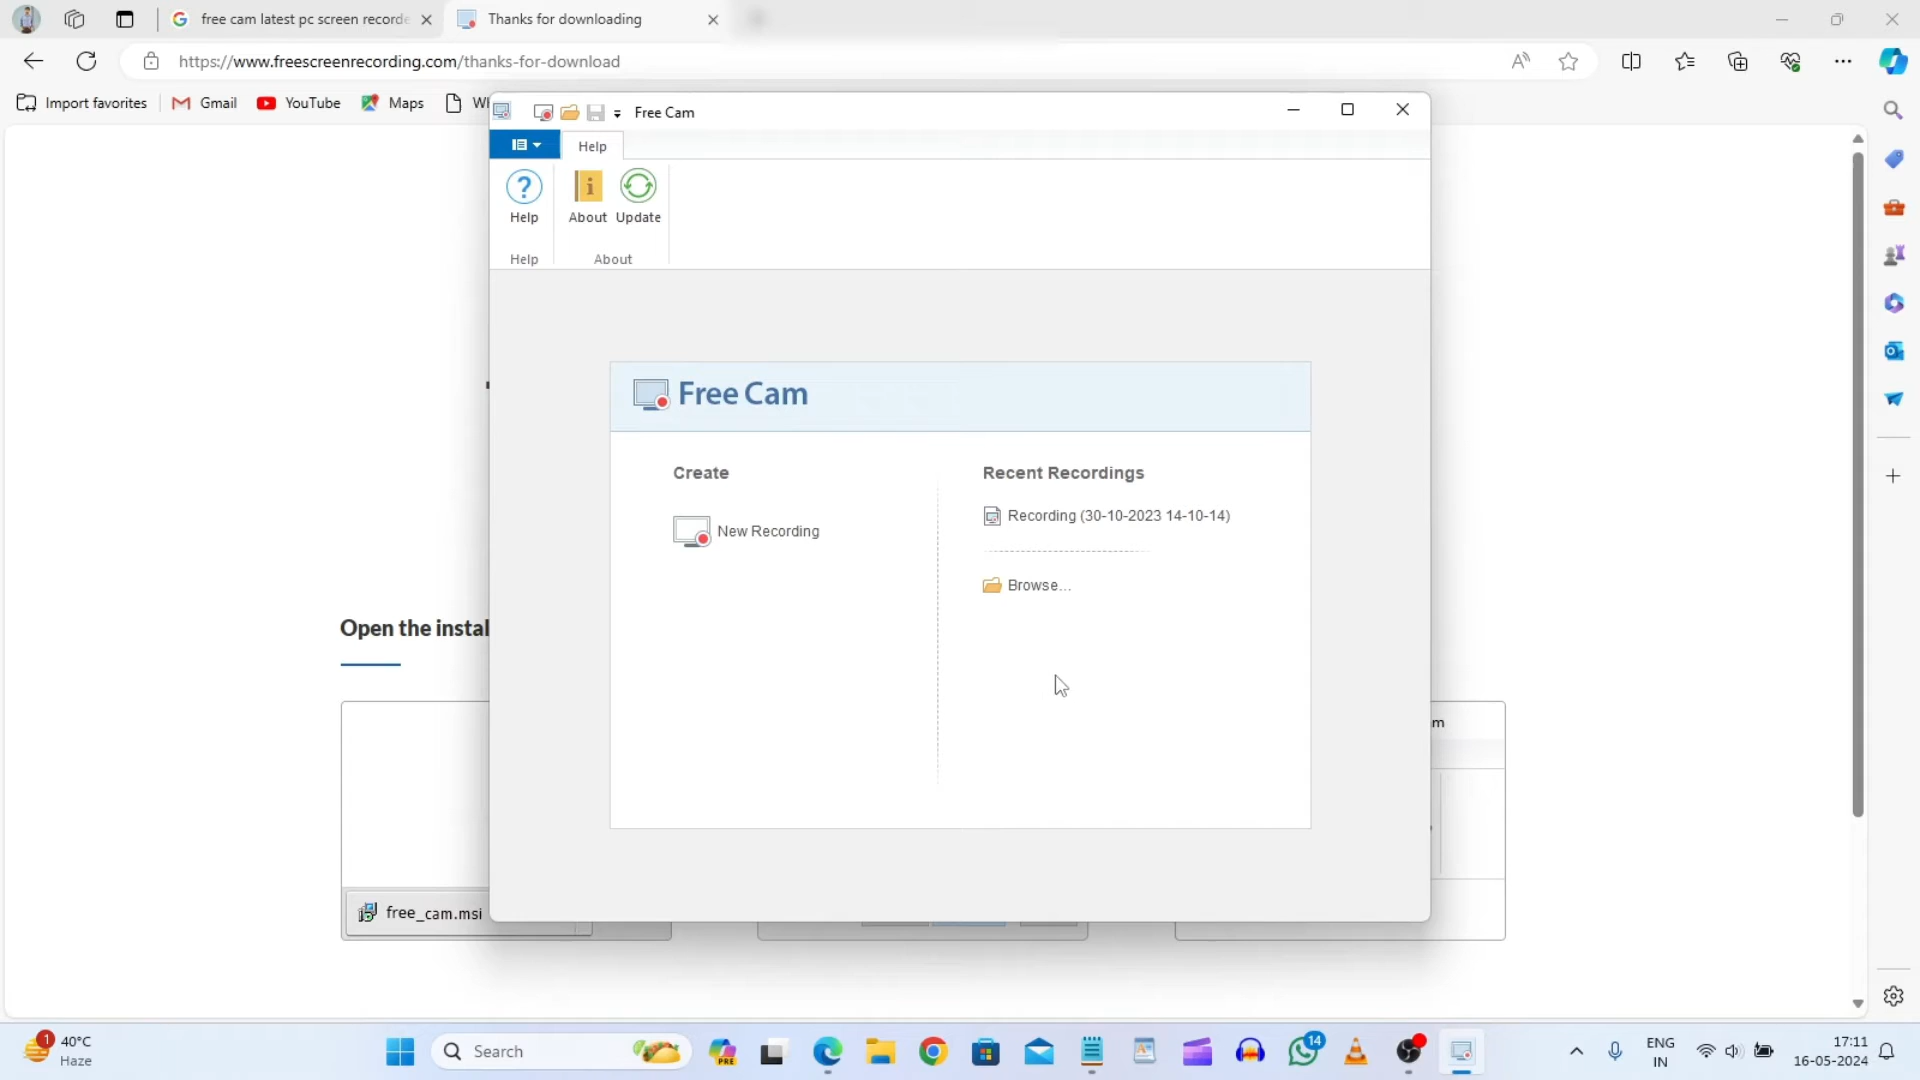 free cam latest pc screen recorde
Thanks for downloading
https://www.freescreenrecording.com/thanks-for-download
Import favorites
Gmail
YouTube
Maps
Free Cam
Help
Help
About
Update
Help
About
Free Cam
Create
Recent Recordings
New Recording
Recording (30-10-2023 14-10-14)
Browse...
Open the instal
m
free_cam.msi
1
40°C
Haze
Search
PRE
14
ENG
IN
17:11
16-05-2024